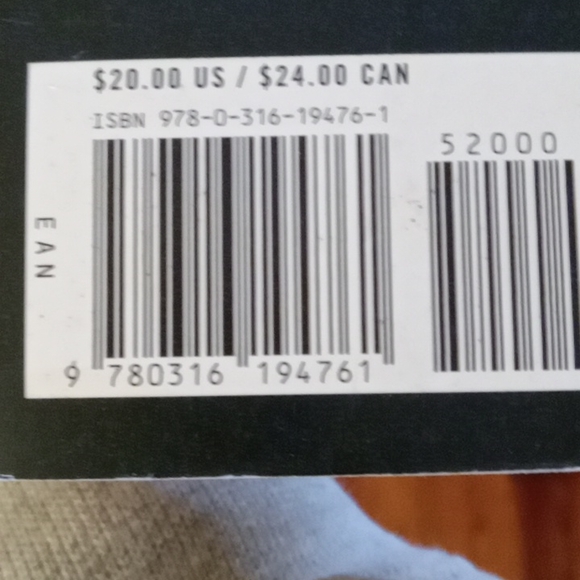 $20.00 US / $24.00 CAN
ISBN 978-0-316-19476-1
52000
EAN
9 780316 194761